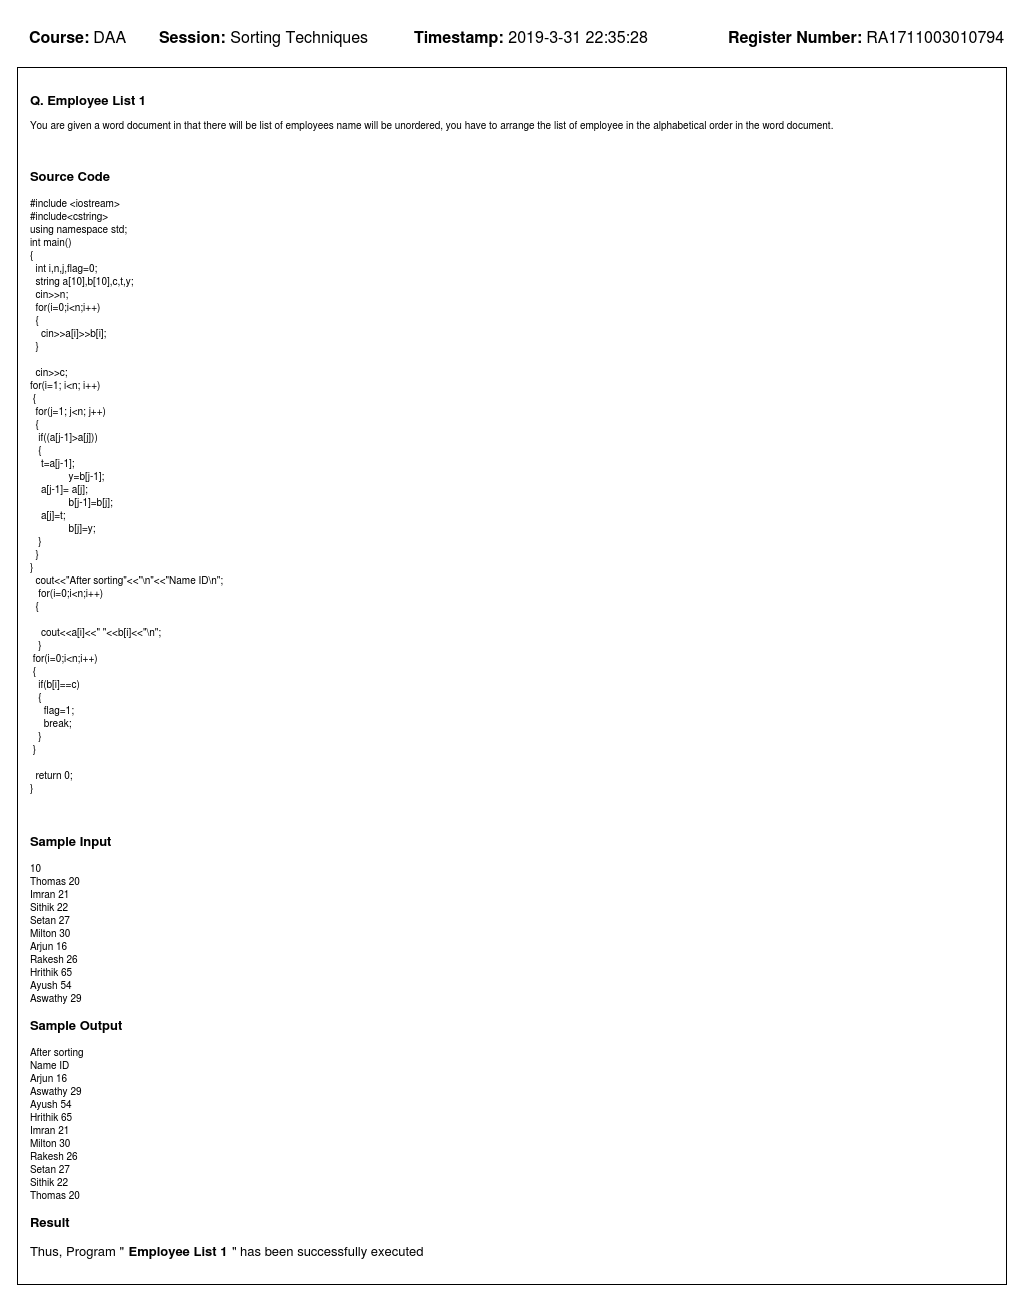 Course: DAA Session: Sorting Techniques Timestamp: 2019-3-31 22:35:28 Register Number: RA1711003010794
Q. Employee List 1
You are given a word document in that there will be list of employees name will be unordered, you have to arrange the list of employee in the alphabetical order in the word document.
Source Code
#include <iostream>
#include<cstring>
using namespace std;
int main()
{
int i,n,j,flag=0;
string a[10],b[10],c,t,y;
cin>>n;
for(i=0;i<n;i++)
{
cin>>a[i]>>b[i];
}
cin>>c;
for(i=1; i<n; i++)
{
for(j=1; j<n; j++)
{
if((a[j-1]>a[j]))
{
t=a[j-1];
y=b[j-1];
a[j-1]= a[j];
b[j-1]=b[j];
a[j]=t;
b[j]=y;
}
}
}
cout<<"After sorting"<<"\n"<<"Name ID\n";
for(i=0;i<n;i++)
{
cout<<a[i]<<" "<<b[i]<<"\n";
}
for(i=0;i<n;i++)
{
if(b[i]==c)
{
flag=1;
break;
}
}
return 0;
}
Sample Input
10
Thomas 20
Imran 21
Sithik 22
Setan 27
Milton 30
Arjun 16
Rakesh 26
Hrithik 65
Ayush 54
Aswathy 29
Sample Output
After sorting
Name ID
Arjun 16
Aswathy 29
Ayush 54
Hrithik 65
Imran 21
Milton 30
Rakesh 26
Setan 27
Sithik 22
Thomas 20
Result
Thus, Program " Employee List 1 " has been successfully executed